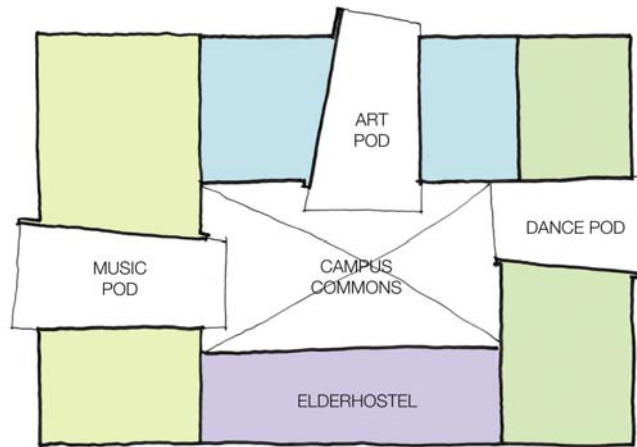 ART
POD
DANCE POD
MUSIC
POD
CAMPUS
COMMONS
ELDERHOSTEL